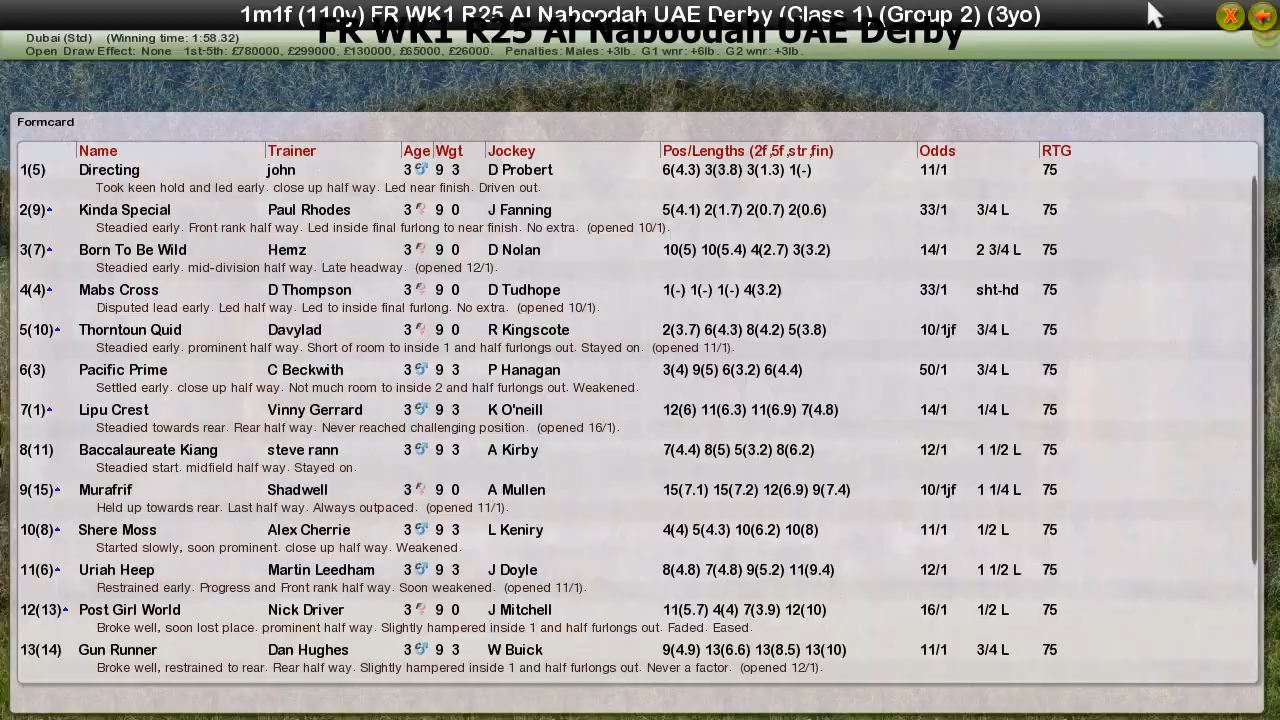 1m1f (110y) FR WK1 R25 Al Naboodah UAE Derby (Class 1) (Group 2) (3yo)
FR WK1 R25 Al Naboodah UAE Derby
Dubai (Std) (Winning time: 1:58.32)
Open Draw Effect: None 1st-5th: £780000, £299000, £130000, £65000, £26000. Penalties: Males: +3lb. G1 wnr: +6lb. G2 wnr: +3lb.
Formcard
Name Trainer Age Wgt Jockey Pos/Lengths (2f,5f,str,fin) Odds RTG
1(5) Directing john 3 9 3 D Probert 6(4.3) 3(3.8) 3(1.3) 1(-) 11/1 75
Took keen hold and led early. close up half way. Led near finish. Driven out.
2(9) Kinda Special Paul Rhodes 3 9 0 J Fanning 5(4.1) 2(1.7) 2(0.7) 2(0.6) 33/1 3/4 L 75
Steadied early. Front rank half way. Led inside final furlong to near finish. No extra. (opened 10/1).
3(7) Born To Be Wild Hemz 3 9 0 D Nolan 10(5) 10(5.4) 4(2.7) 3(3.2) 14/1 2 3/4 L 75
Steadied early. mid-division half way. Late headway. (opened 12/1).
4(4) Mabs Cross D Thompson 3 9 0 D Tudhope 1(-) 1(-) 1(-) 4(3.2) 33/1 sht-hd 75
Disputed lead early. Led half way. Led to inside final furlong. No extra. (opened 10/1).
5(10) Thorntoun Quid Davylad 3 9 0 R Kingscote 2(3.7) 6(4.3) 8(4.2) 5(3.8) 10/1jf 3/4 L 75
Steadied early. prominent half way. Short of room to inside 1 and half furlongs out. Stayed on. (opened 11/1).
6(3) Pacific Prime C Beckwith 3 9 3 P Hanagan 3(4) 9(5) 6(3.2) 6(4.4) 50/1 3/4 L 75
Settled early. close up half way. Not much room to inside 2 and half furlongs out. Weakened.
7(1) Lipu Crest Vinny Gerrard 3 9 3 K O'neill 12(6) 11(6.3) 11(6.9) 7(4.8) 14/1 1/4 L 75
Steadied towards rear. Rear half way. Never reached challenging position. (opened 16/1).
8(11) Baccalaureate Kiang steve rann 3 9 3 A Kirby 7(4.4) 8(5) 5(3.2) 8(6.2) 12/1 1 1/2 L 75
Steadied start. midfield half way. Stayed on.
9(15) Murafrif Shadwell 3 9 0 A Mullen 15(7.1) 15(7.2) 12(6.9) 9(7.4) 10/1jf 1 1/4 L 75
Held up towards rear. Last half way. Always outpaced. (opened 11/1).
10(8) Shere Moss Alex Cherrie 3 9 3 L Keniry 4(4) 5(4.3) 10(6.2) 10(8) 11/1 1/2 L 75
Started slowly, soon prominent. close up half way. Weakened.
11(6) Uriah Heep Martin Leedham 3 9 3 J Doyle 8(4.8) 7(4.8) 9(5.2) 11(9.4) 12/1 1 1/2 L 75
Restrained early. Progress and Front rank half way. Soon weakened. (opened 11/1).
12(13) Post Girl World Nick Driver 3 9 0 J Mitchell 11(5.7) 4(4) 7(3.9) 12(10) 16/1 1/2 L 75
Broke well, soon lost place. prominent half way. Slightly hampered inside 1 and half furlongs out. Faded. Eased.
13(14) Gun Runner Dan Hughes 3 9 3 W Buick 9(4.9) 13(6.6) 13(8.5) 13(10) 11/1 3/4 L 75
Broke well, restrained to rear. Rear half way. Slightly hampered inside 1 and half furlongs out. Never a factor. (opened 12/1).